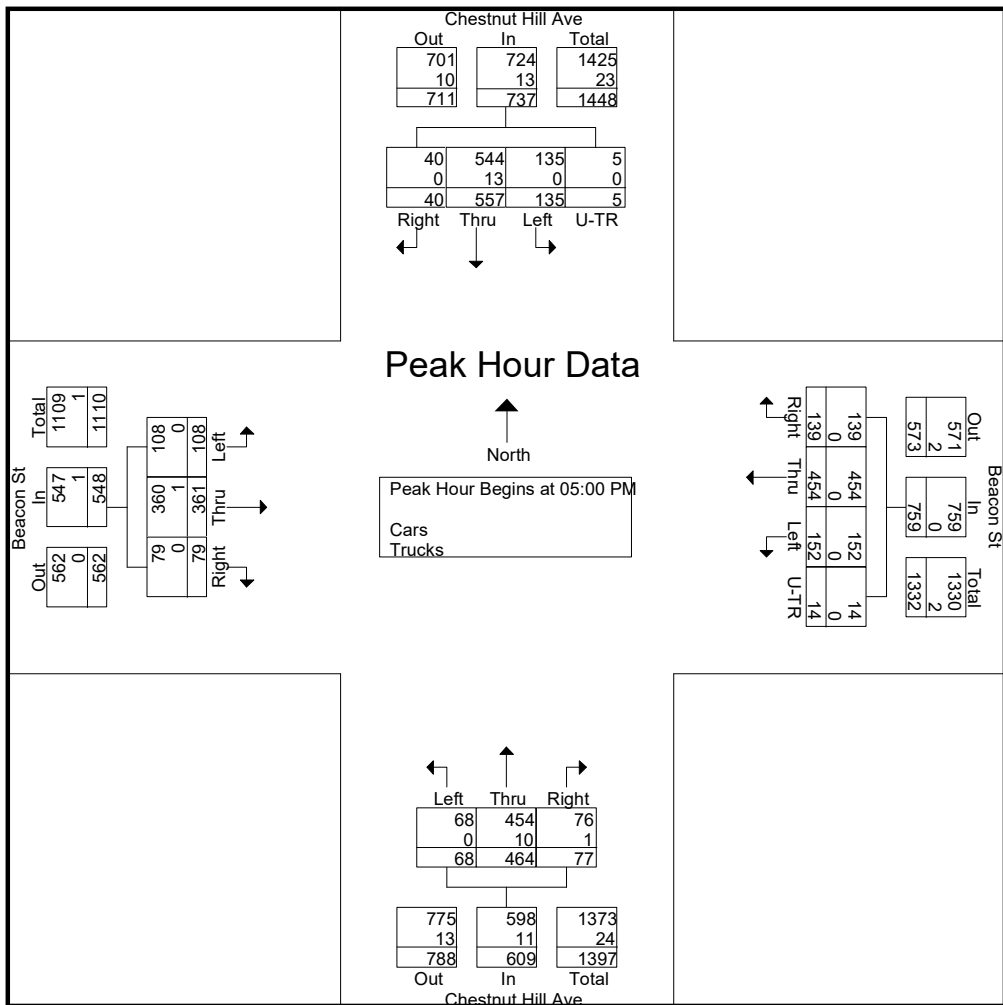 Chestnut Hill Ave
Out In Total
701 724 1425
10 13 23
711 737 1448
40 544 135 5
0 13 0 0
40 557 135 5
Right Thru Left U-TR
Peak Hour Data
North
Peak Hour Begins at 05:00 PM
Cars
Trucks
Beacon St
Out In Total
562 547 1109
0 1 1
562 548 1110
Left
108
0
108
Thru
360
1
361
Right
79
0
79
Beacon St
Out In Total
571 759 1330
2 0 2
573 759 1332
Right Thru Left U-TR
139 454 152 14
0 0 0 0
139 454 152 14
Left Thru Right
68 454 76
0 10 1
68 464 77
775 598 1373
13 11 24
788 609 1397
Out In Total
Chestnut Hill Ave